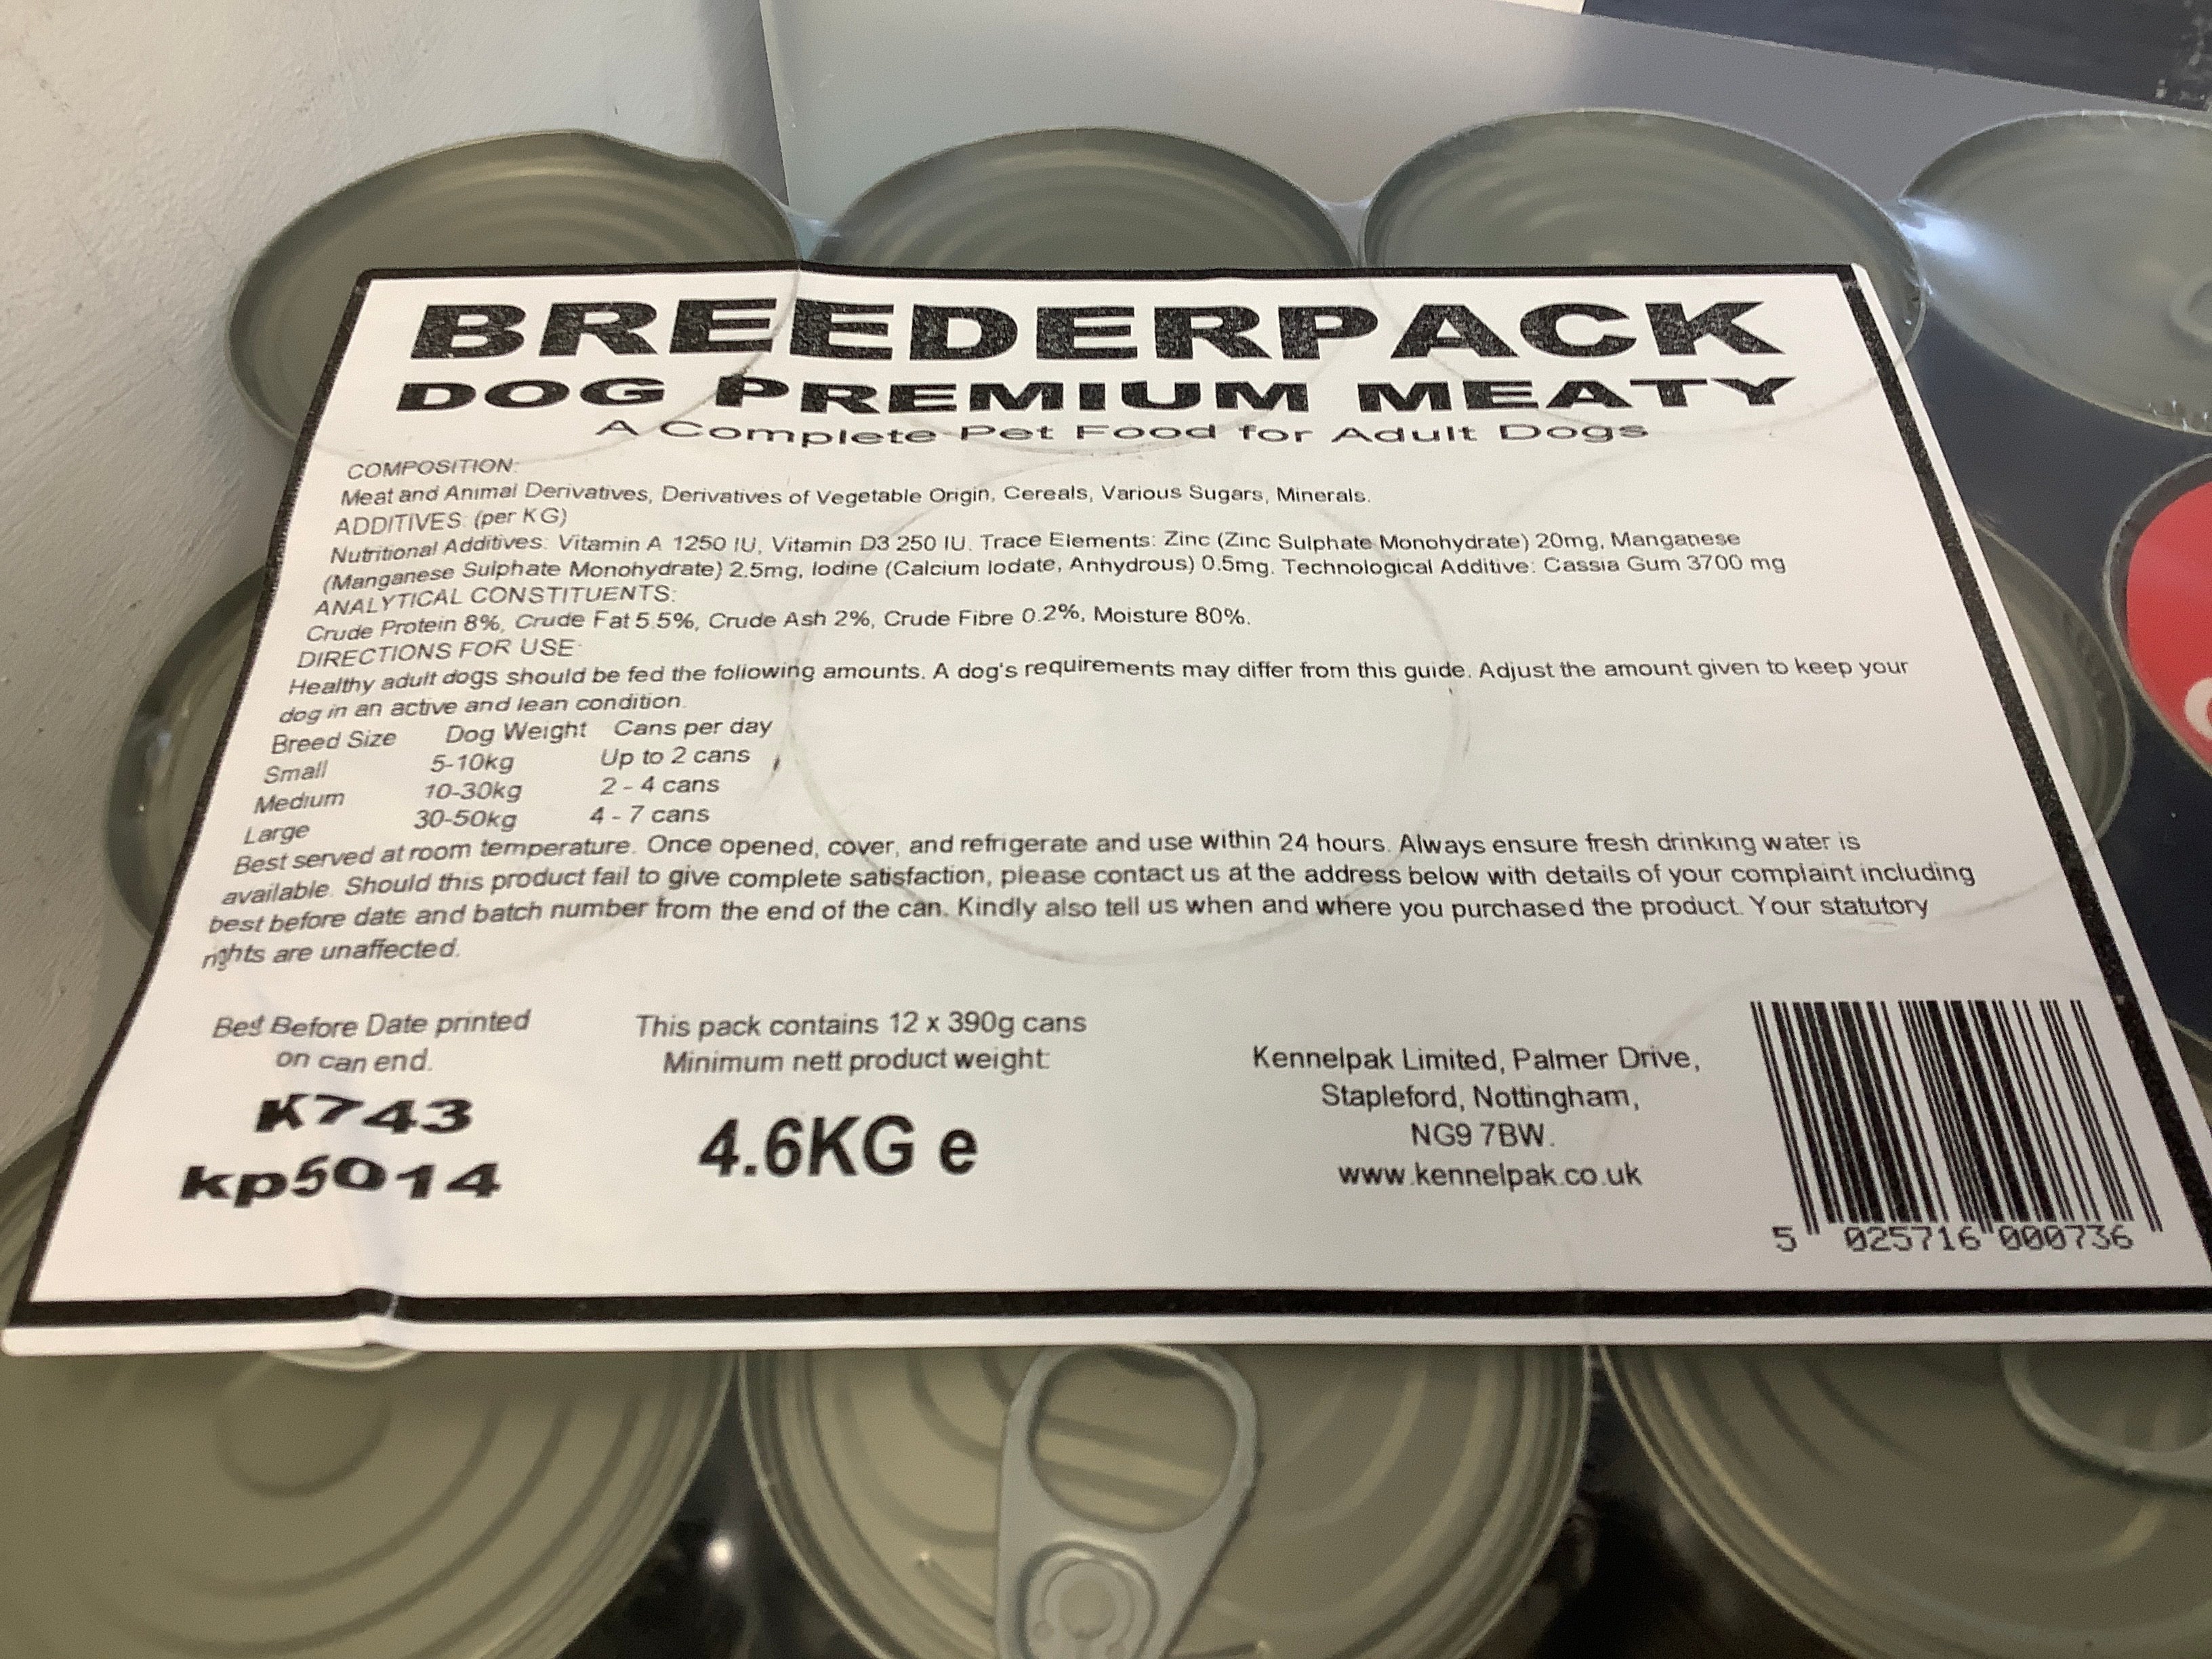 BREEDERPACK
DOG PREMIUM MEATY
A Complete Pet Food for Adult Dogs
COMPOSITION:
Meat and Animal Derivatives, Derivatives of Vegetable Origin, Cereals, Various Sugars, Minerals.
ADDITIVES: (per KG)
Nutritional Additives: Vitamin A 1250 IU, Vitamin D3 250 IU. Trace Elements: Zinc (Zinc Sulphate Monohydrate) 20mg, Manganese
(Manganese Sulphate Monohydrate) 2.5mg, Iodine (Calcium Iodate, Anhydrous) 0.5mg. Technological Additive: Cassia Gum 3700 mg
ANALYTICAL CONSTITUENTS:
Crude Protein 8%, Crude Fat 5.5%, Crude Ash 2%, Crude Fibre 0.2%, Moisture 80%.
DIRECTIONS FOR USE:
Healthy adult dogs should be fed the following amounts. A dog's requirements may differ from this guide. Adjust the amount given to keep your
dog in an active and lean condition.
Breed Size Dog Weight Cans per day
Small 5-10kg Up to 2 cans
Medium 10-30kg 2 - 4 cans
Large 30-50kg 4 - 7 cans
Best served at room temperature. Once opened, cover, and refrigerate and use within 24 hours. Always ensure fresh drinking water is
available. Should this product fail to give complete satisfaction, please contact us at the address below with details of your complaint including
best before date and batch number from the end of the can. Kindly also tell us when and where you purchased the product. Your statutory
rights are unaffected.
Best Before Date printed
on can end.
K743
kp5014
This pack contains 12 x 390g cans
Minimum nett product weight:
4.6KG e
Kennelpak Limited, Palmer Drive,
Stapleford, Nottingham,
NG9 7BW.
www.kennelpak.co.uk
5 025716 000736